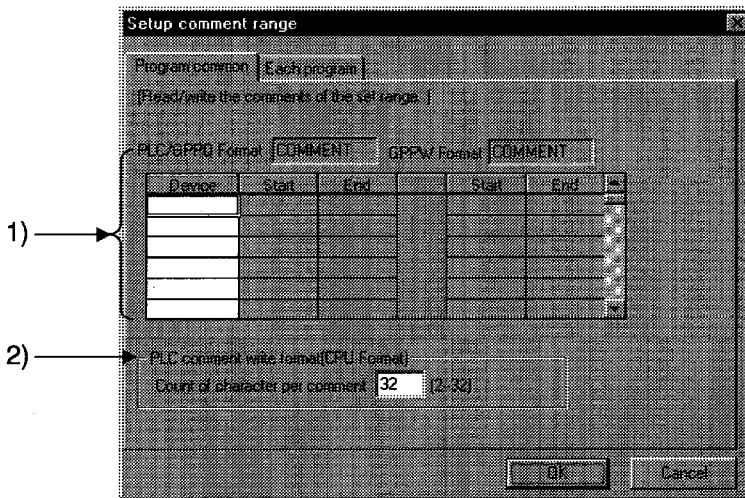 Setup comment range
Program common Each program
[Read/write the comments of the set range. ]
PLC/GPPQ Format COMMENT GPPW Format COMMENT
Device Start End Start End
1)
2)
PLC comment write format(CPU Format)
Count of character per comment 32 (2-32)
Ok Cancel